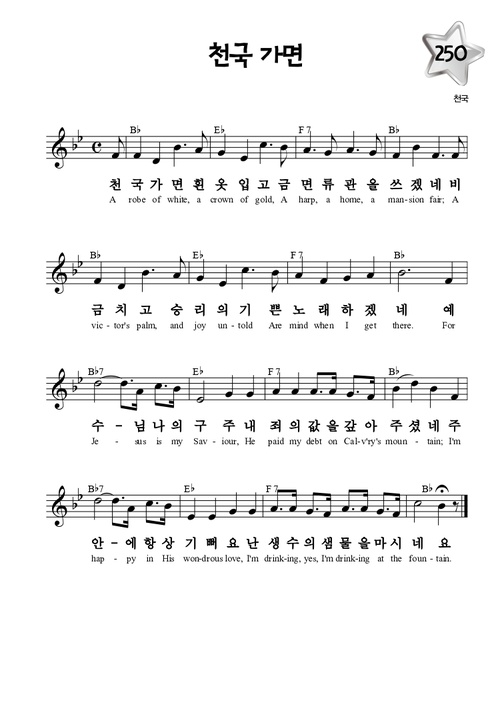 천국 가면
250
천국
B♭ E♭ F 7 B♭
천 국 가 면 흰 옷 입 고 금 면 류 관 을 쓰 겠 네 비
A robe of white, a crown of gold, A harp, a home, a man-sion fair; A
B♭ E♭ F 7 B♭
금 치 고 승 리 의 기 쁜 노 래 하 겠 네 예
vic-tor's palm, and joy un-told Are mind when I get there. For
B♭7 E♭ F 7 B♭
수 - 님 나 의 구 주 내 죄 의 값 을 갚 아 주 셨 네 주
Je - sus is my Sav-iour, He paid my debt on Cal-v'ry's moun-tain; I'm
B♭7 E♭ F 7 B♭
안 - 에 항 상 기 뻐 요 난 생 수 의 샘 물 을 마 시 네 요
hap - py in His won-drous love, I'm drink-ing, yes, I'm drink-ing at the foun-tain.